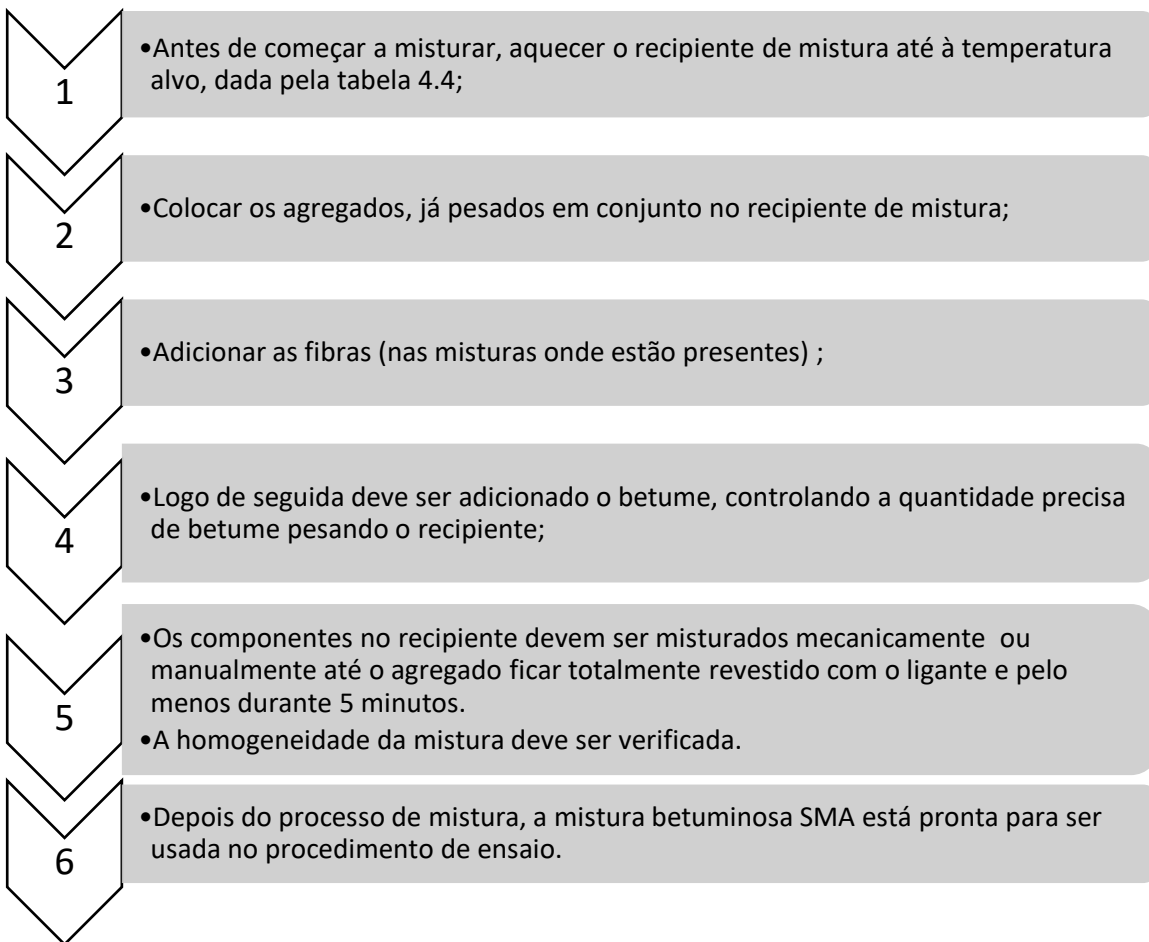 1
•Antes de começar a misturar, aquecer o recipiente de mistura até à temperatura
alvo, dada pela tabela 4.4;
2
•Colocar os agregados, já pesados em conjunto no recipiente de mistura;
3
•Adicionar as fibras (nas misturas onde estão presentes) ;
4
•Logo de seguida deve ser adicionado o betume, controlando a quantidade precisa
de betume pesando o recipiente;
5
•Os componentes no recipiente devem ser misturados mecanicamente  ou
manualmente até o agregado ficar totalmente revestido com o ligante e pelo
menos durante 5 minutos.
•A homogeneidade da mistura deve ser verificada.
6
•Depois do processo de mistura, a mistura betuminosa SMA está pronta para ser
usada no procedimento de ensaio.